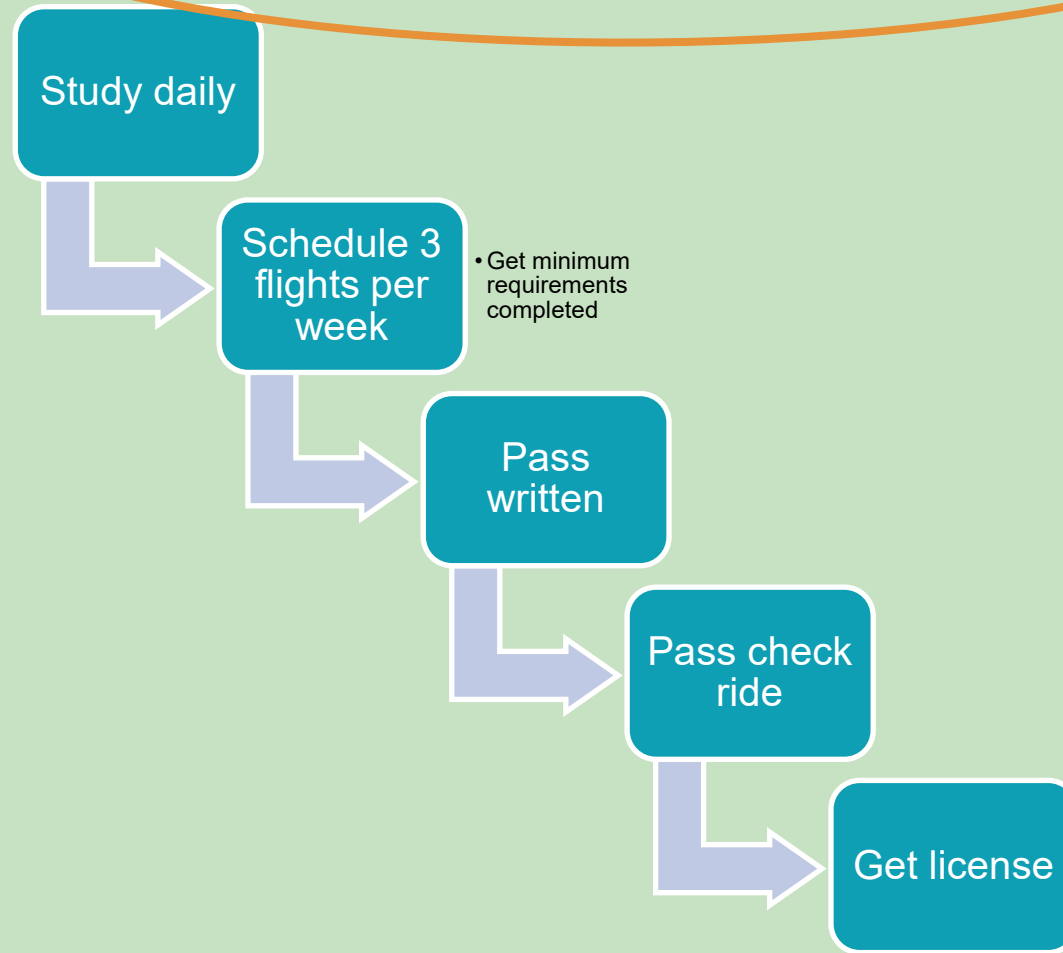 Study daily
Schedule 3
flights per
week
• Get minimum
requirements
completed
Pass
written
Pass check
ride
Get license